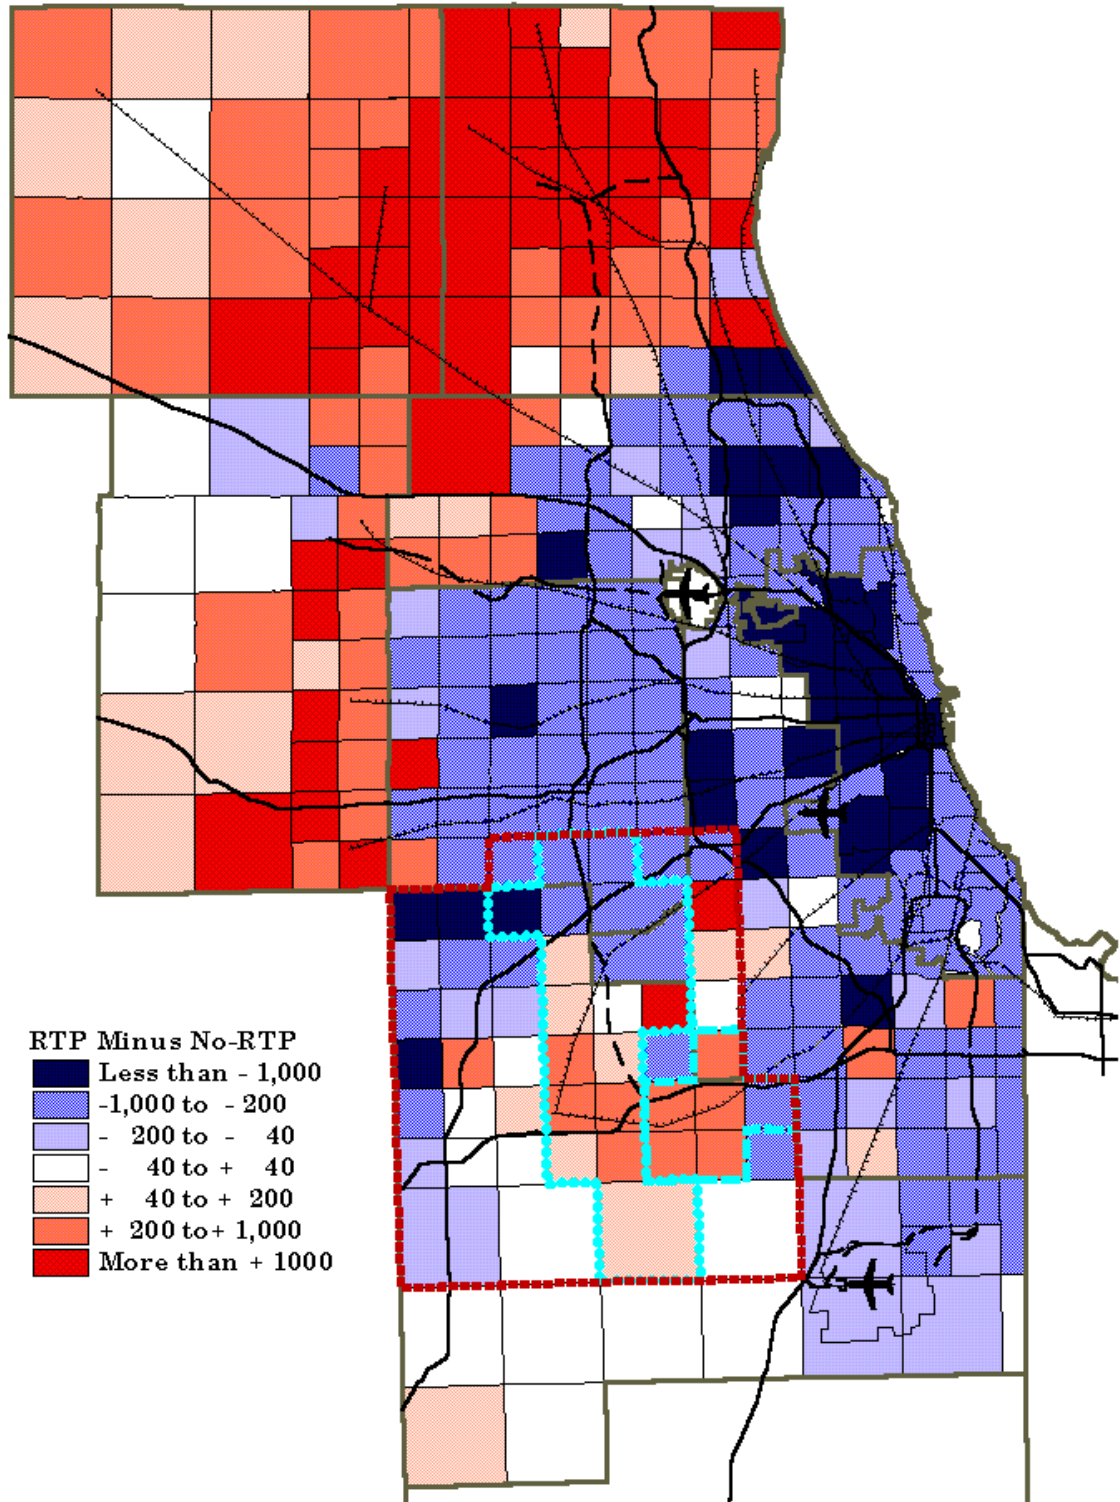 RTP Minus No-RTP
Less than - 1,000
-1,000 to - 200
- 200 to - 40
- 40 to + 40
+ 40 to + 200
+ 200 to + 1,000
More than + 1000